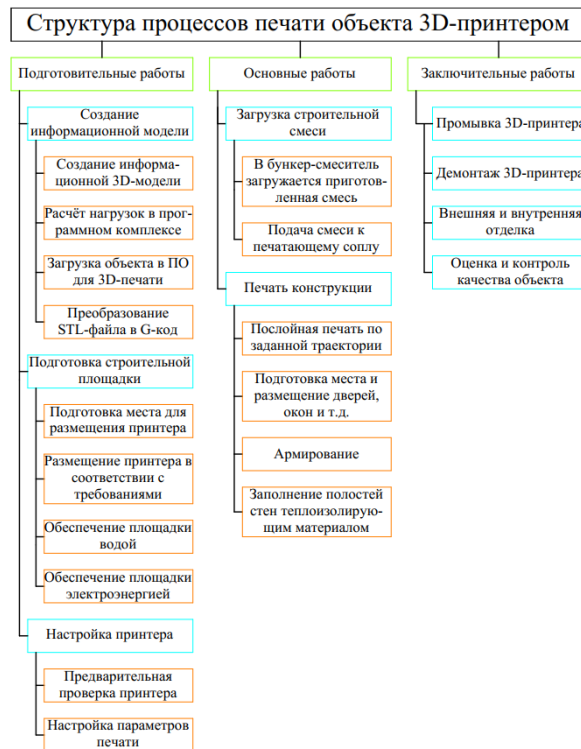 Структура процессов печати объекта 3D-принтером
Подготовительные работы
Создание
информационной модели
Создание информа-
ционной 3D-модели
Расчёт нагрузок в прог-
раммном комплексе
Загрузка объекта в ПО
для 3D-печати
Преобразование
STL-файла в G-код
Подготовка строительной
площадки
Подготовка места для
размещения принтера
Размещение принтера в
соответствии с
требованиями
Обеспечение площадки
водой
Обеспечение площадки
электроэнергией
Настройка принтера
Предварительная
проверка принтера
Настройка параметров
печати
Основные работы
Загрузка строительной
смеси
В бункер-смеситель
загружается приготов-
ленная смесь
Подача смеси к
печатающему соплу
Печать конструкции
Послойная печать по
заданной траектории
Подготовка места и
размещение дверей,
окон и т.д.
Армирование
Заполнение полостей
стен теплоизолирую-
щим материалом
Заключительные работы
Промывка 3D-принтера
Демонтаж 3D-принтера
Внешняя и внутренняя
отделка
Оценка и контроль
качества объекта